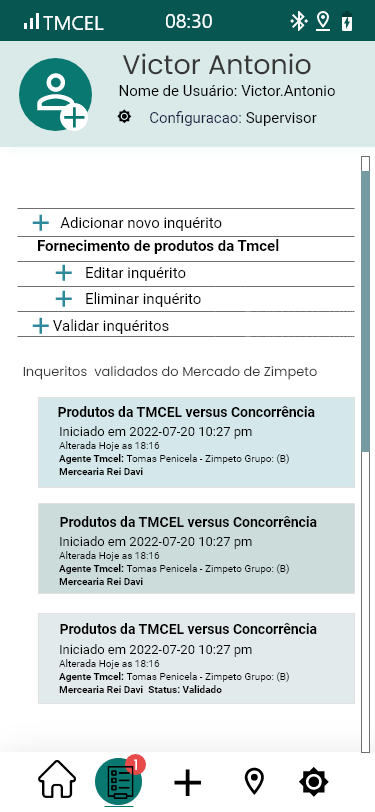 TMCEL 08:30
Victor Antonio
Nome de Usuário: Victor.Antonio
Configuracao: Supervisor
Adicionar novo inquérito
Fornecimento de produtos da Tmcel
Editar inquérito
Eliminar inquérito
Validar inquéritos
Inqueritos validados do Mercado de Zimpeto
Produtos da TMCEL versus Concorrência
Iniciado em 2022-07-20 10:27 pm
Alterada Hoje as 18:16
Agente Tmcel: Tomas Penicela - Zimpeto Grupo: (B)
Mercearia Rei Davi
Produtos da TMCEL versus Concorrência
Iniciado em 2022-07-20 10:27 pm
Alterada Hoje as 18:16
Agente Tmcel: Tomas Penicela - Zimpeto Grupo: (B)
Mercearia Rei Davi
Produtos da TMCEL versus Concorrência
Iniciado em 2022-07-20 10:27 pm
Alterada Hoje as 18:16
Agente Tmcel: Tomas Penicela - Zimpeto Grupo: (B)
Mercearia Rei Davi Status: Validado
1